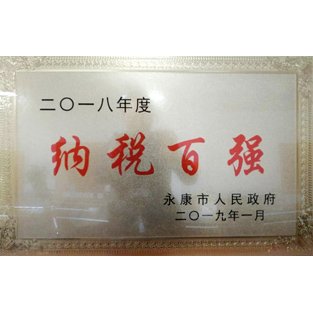 二〇一八年度
纳税百强
永康市人民政府
二〇一九年一月